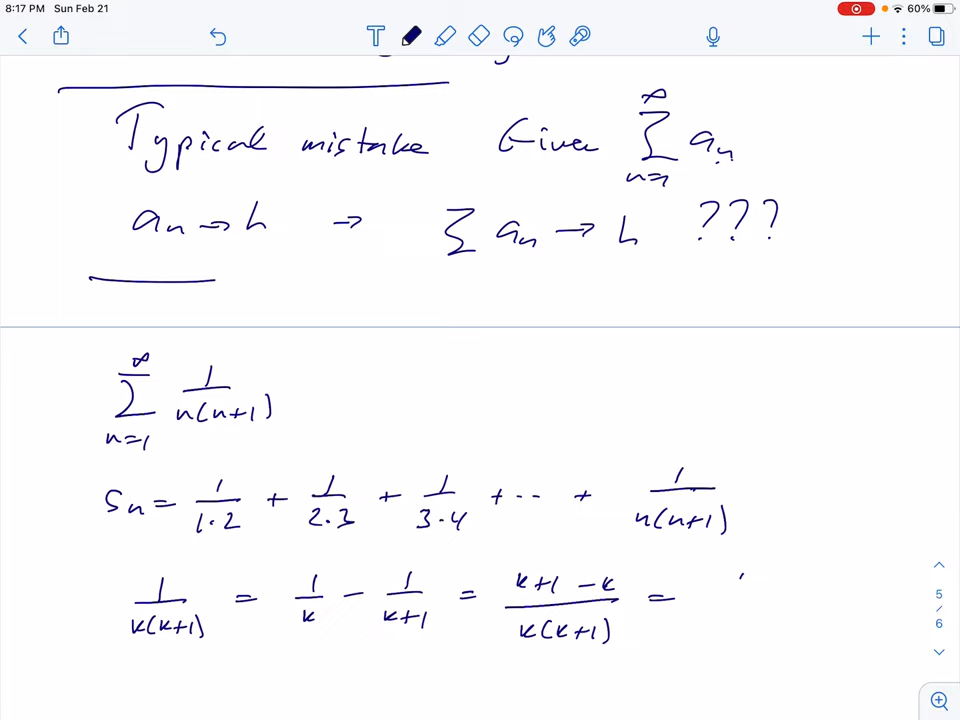 8:17 PM Sun Feb 21 60%
T
Typical mistake Given ∑_{n=1}^{∞} a_n
a_n → h → ∑ a_n → h ???
∑_{n=1}^{∞} 1/(n(n+1))
S_n = 1/(1·2) + 1/(2·3) + 1/(3·4) + ··· + 1/(n(n+1))
1/(k(k+1)) = 1/k − 1/(k+1) = (k+1 −k)/(k(k+1)) =
5
/
6